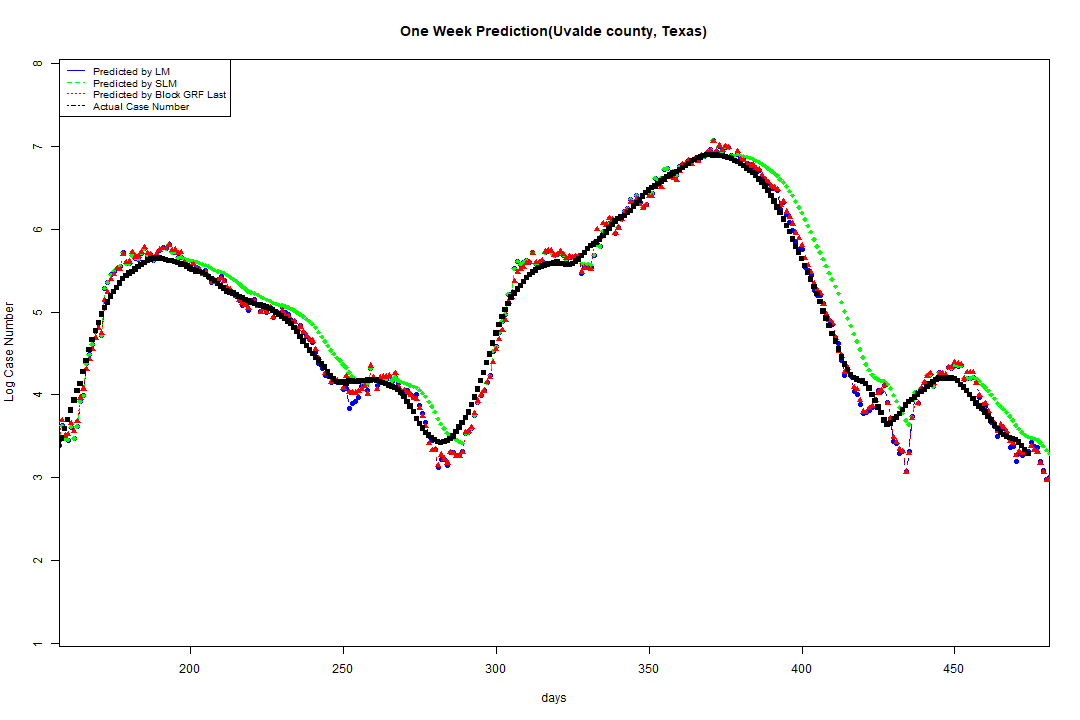 One Week Prediction(Uvalde county, Texas)
Predicted by LM
Predicted by SLM
Predicted by Block GRF Last
Actual Case Number
8
7
6
5
4
3
2
1
Log Case Number
200 250 300 350 400 450
days